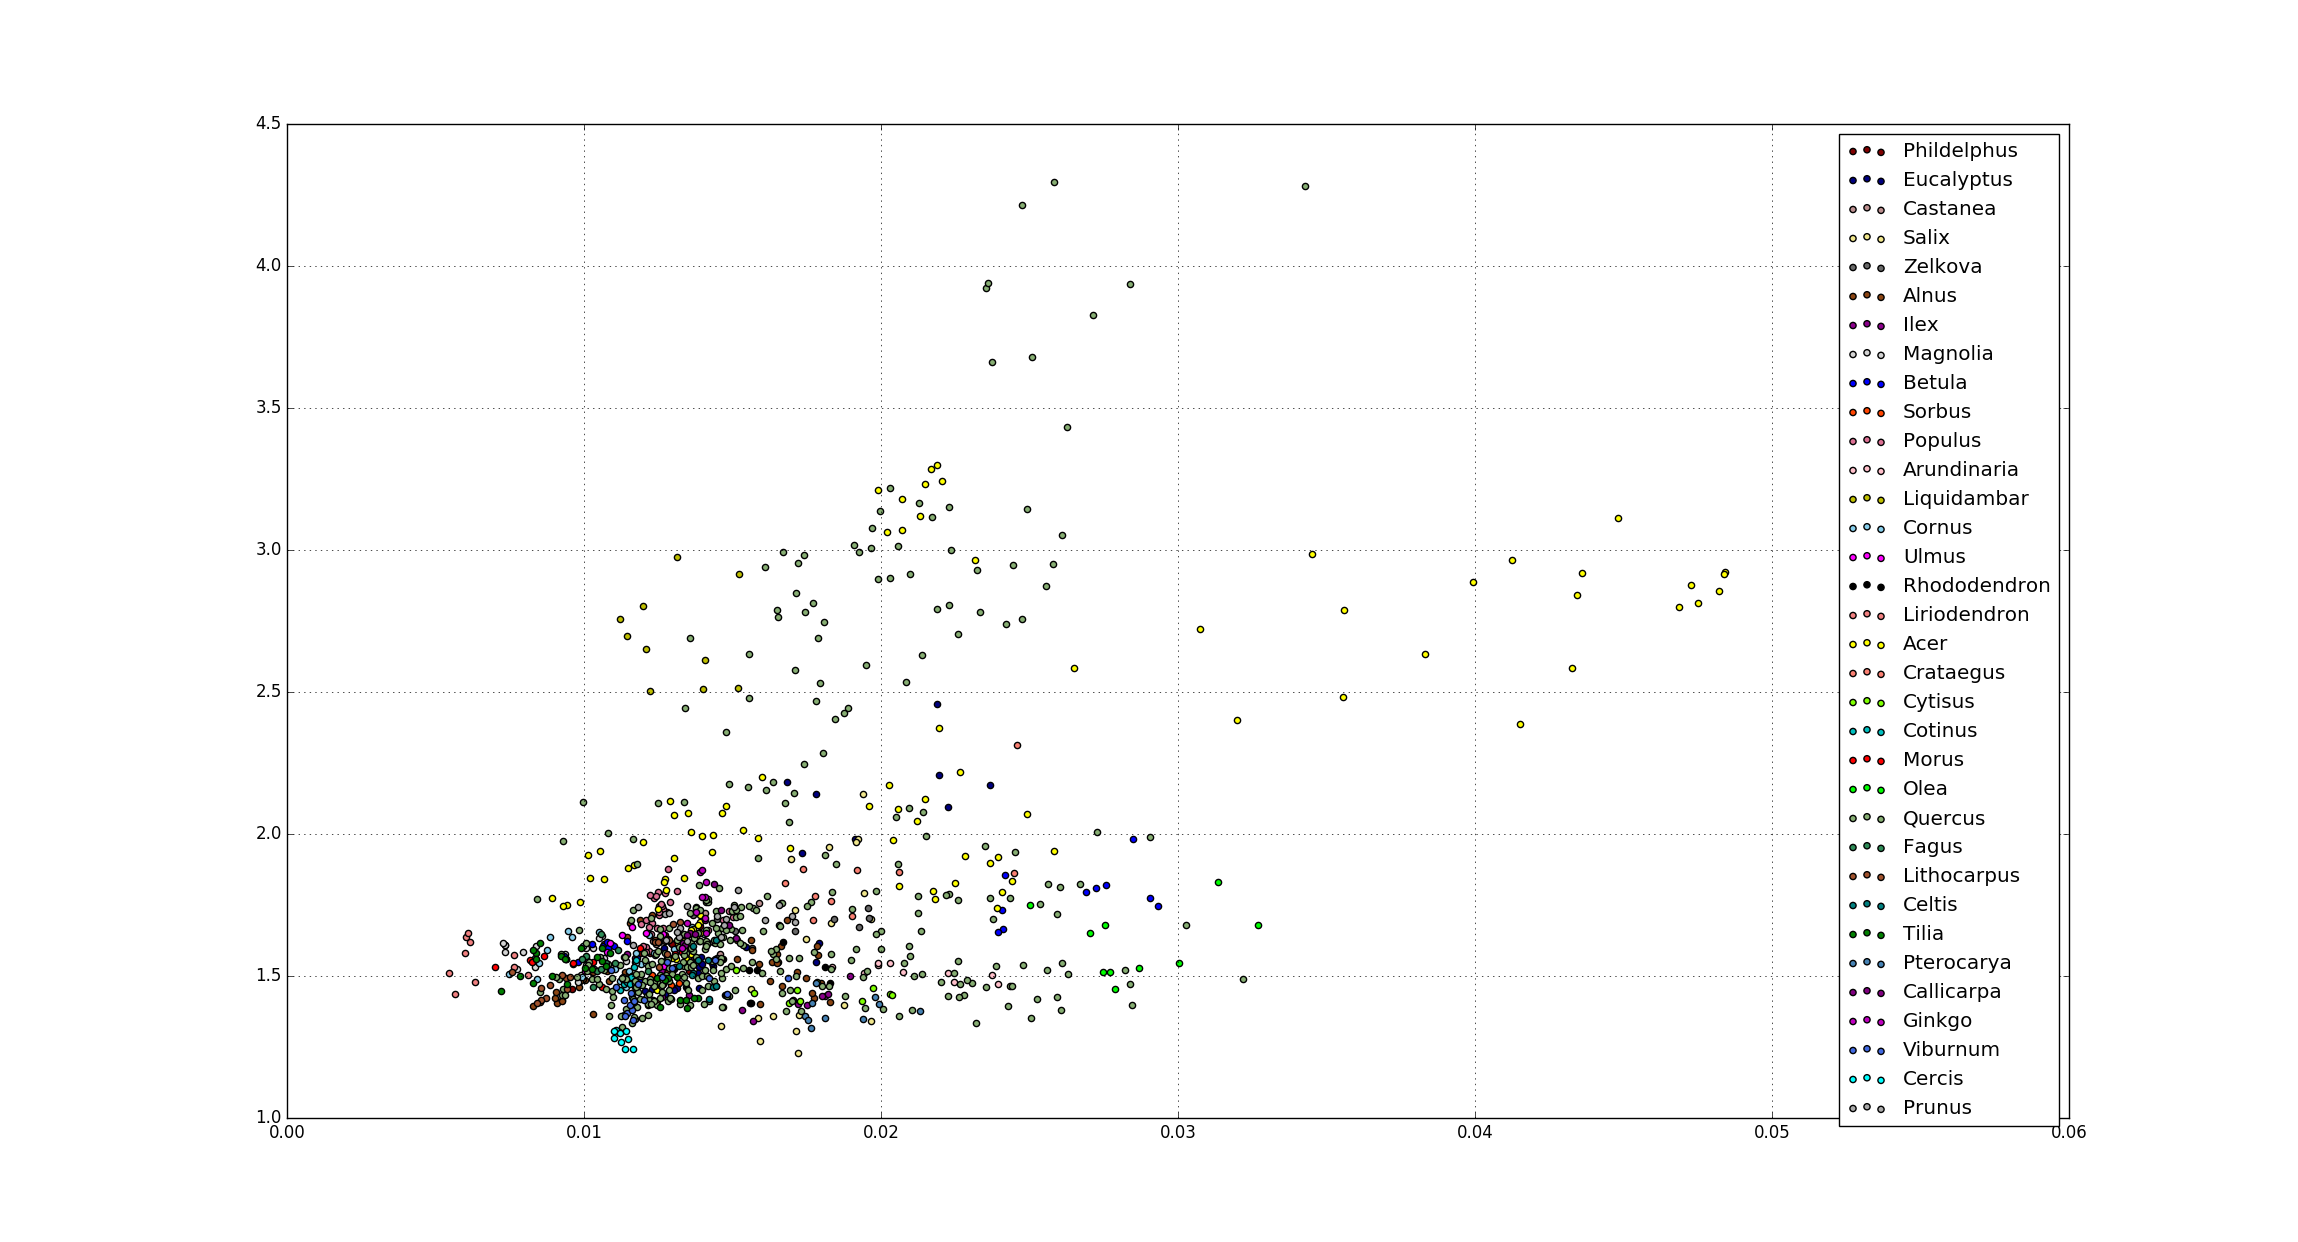 4.5
4.0
3.5
3.0
2.5
2.0
1.5
1.0
0.00 0.01 0.02 0.03 0.04 0.05 0.06
Phildelphus
Eucalyptus
Castanea
Salix
Zelkova
Alnus
Ilex
Magnolia
Betula
Sorbus
Populus
Arundinaria
Liquidambar
Cornus
Ulmus
Rhododendron
Liriodendron
Acer
Crataegus
Cytisus
Cotinus
Morus
Olea
Quercus
Fagus
Lithocarpus
Celtis
Tilia
Pterocarya
Callicarpa
Ginkgo
Viburnum
Cercis
Prunus